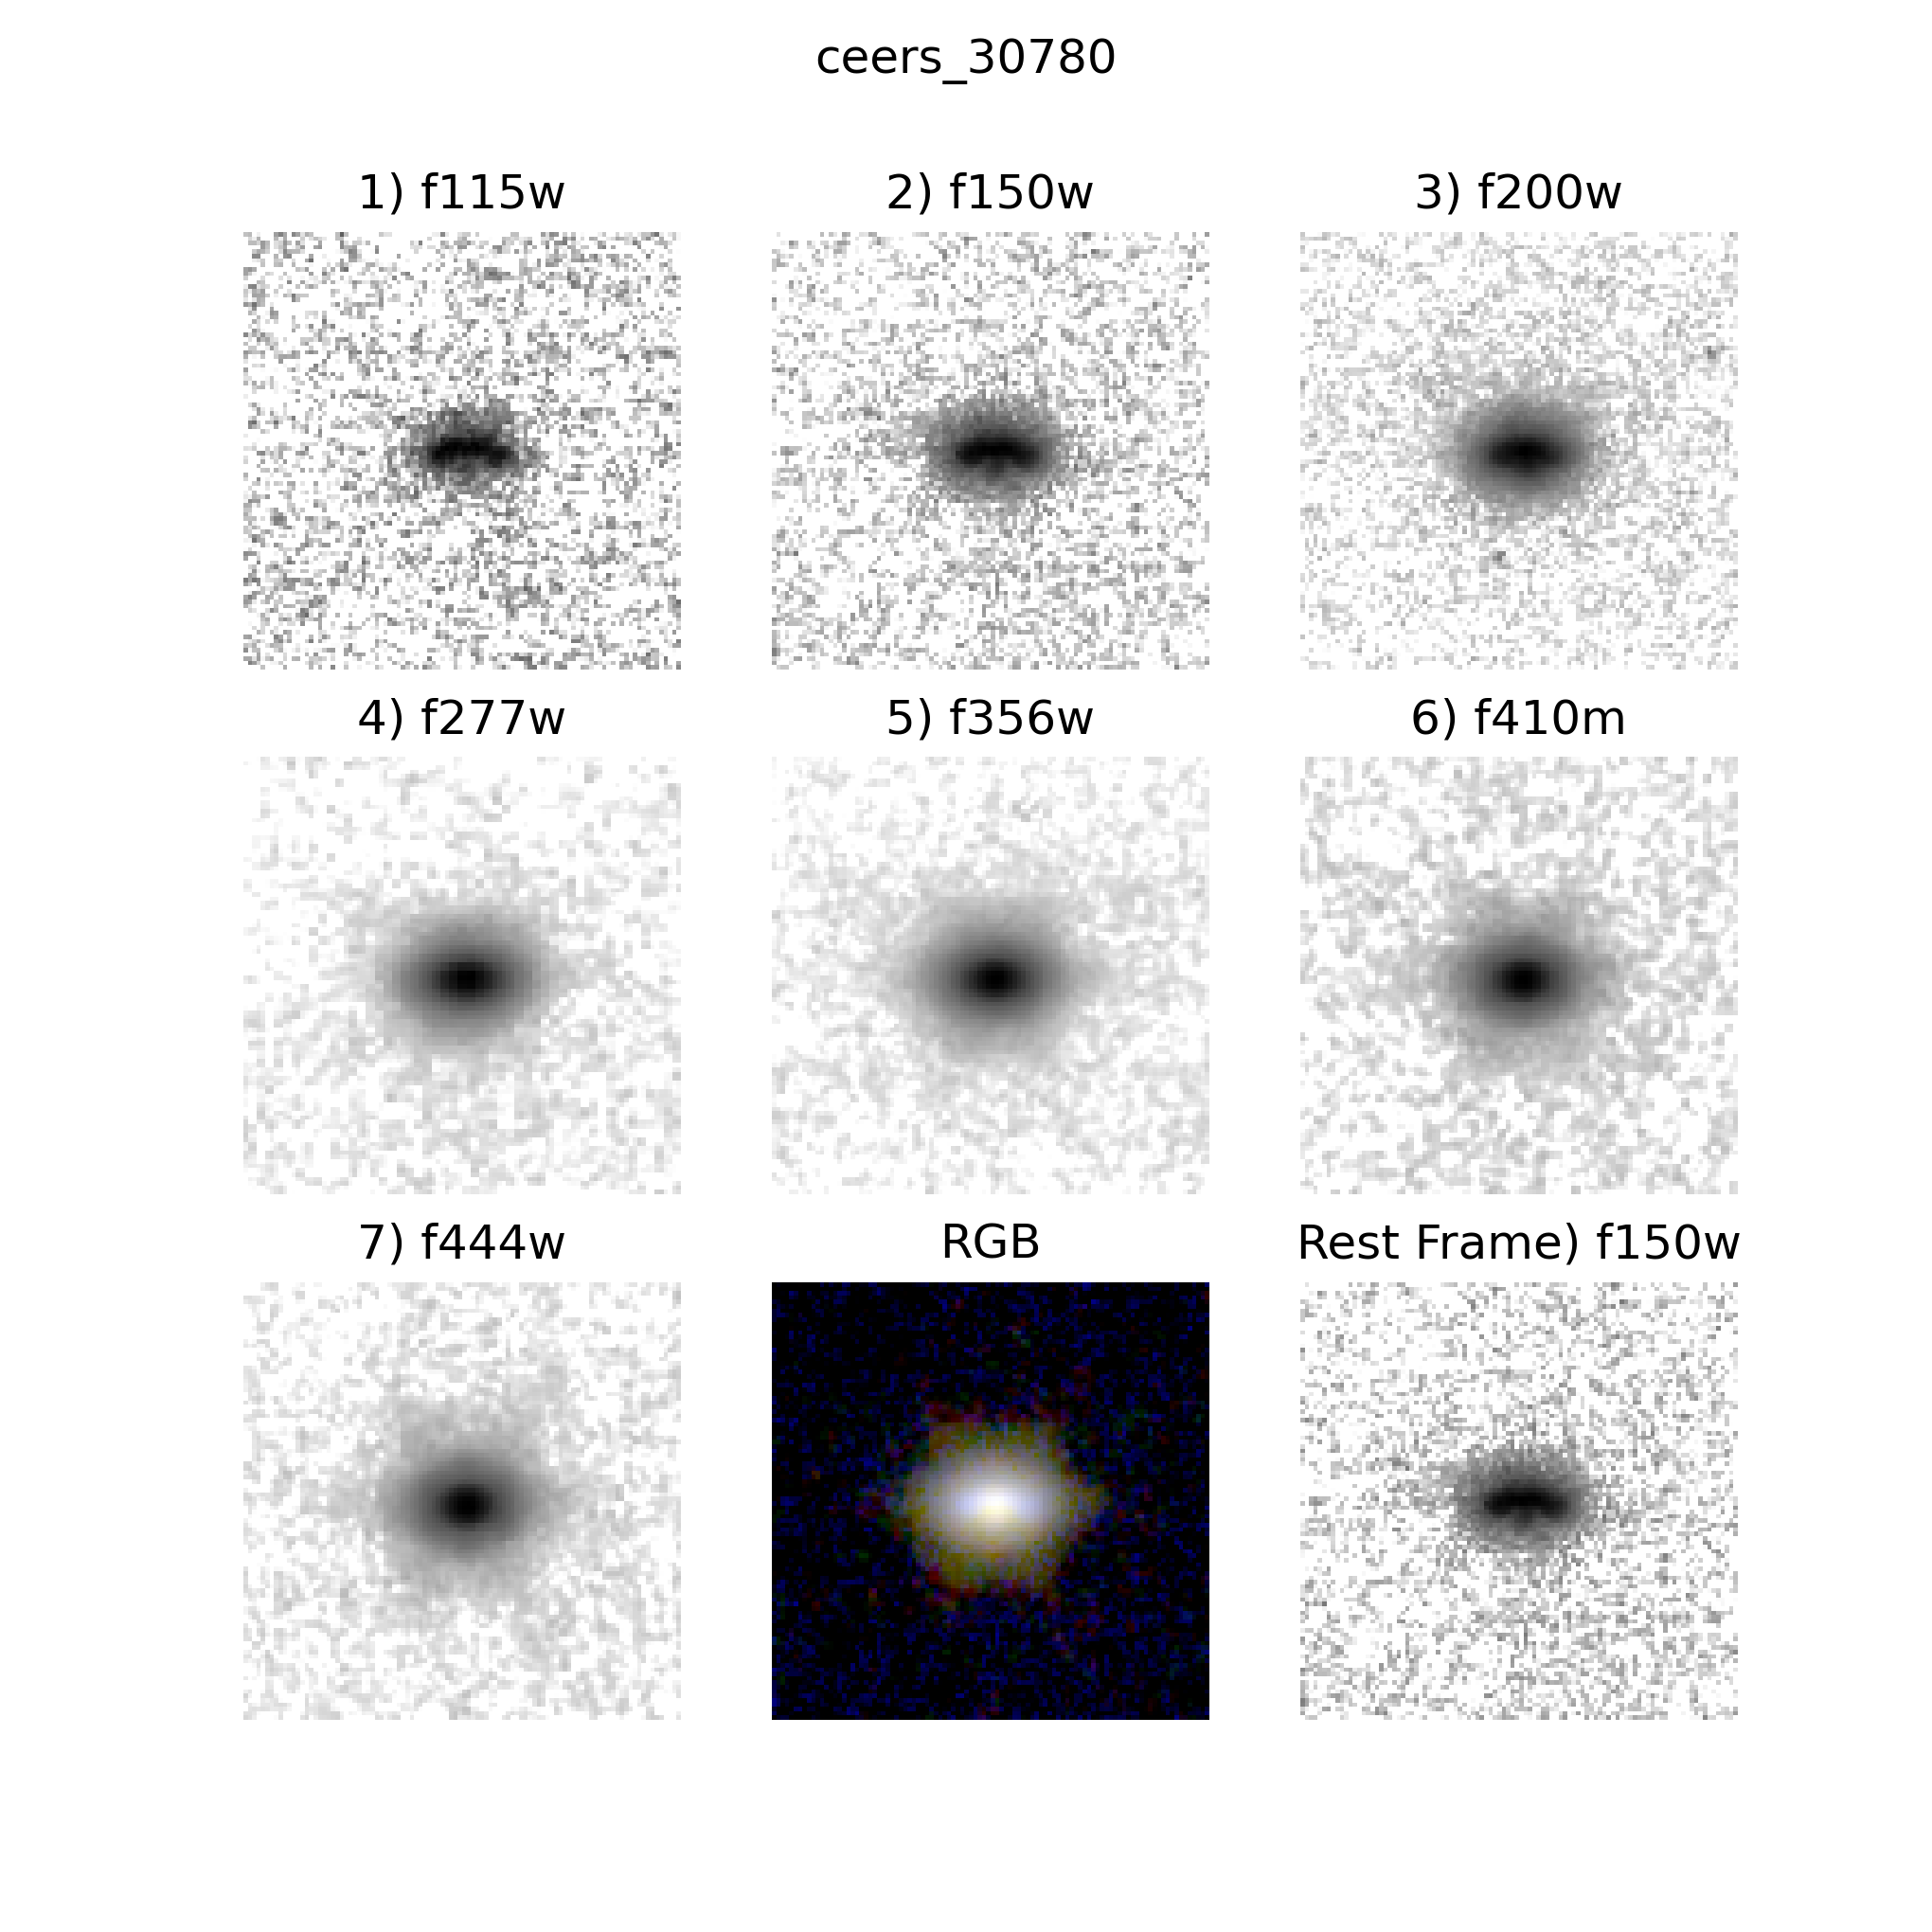 ceers_30780
1) f115w
2) f150w
3) f200w
4) f277w
5) f356w
6) f410m
7) f444w
RGB
Rest Frame) f150w